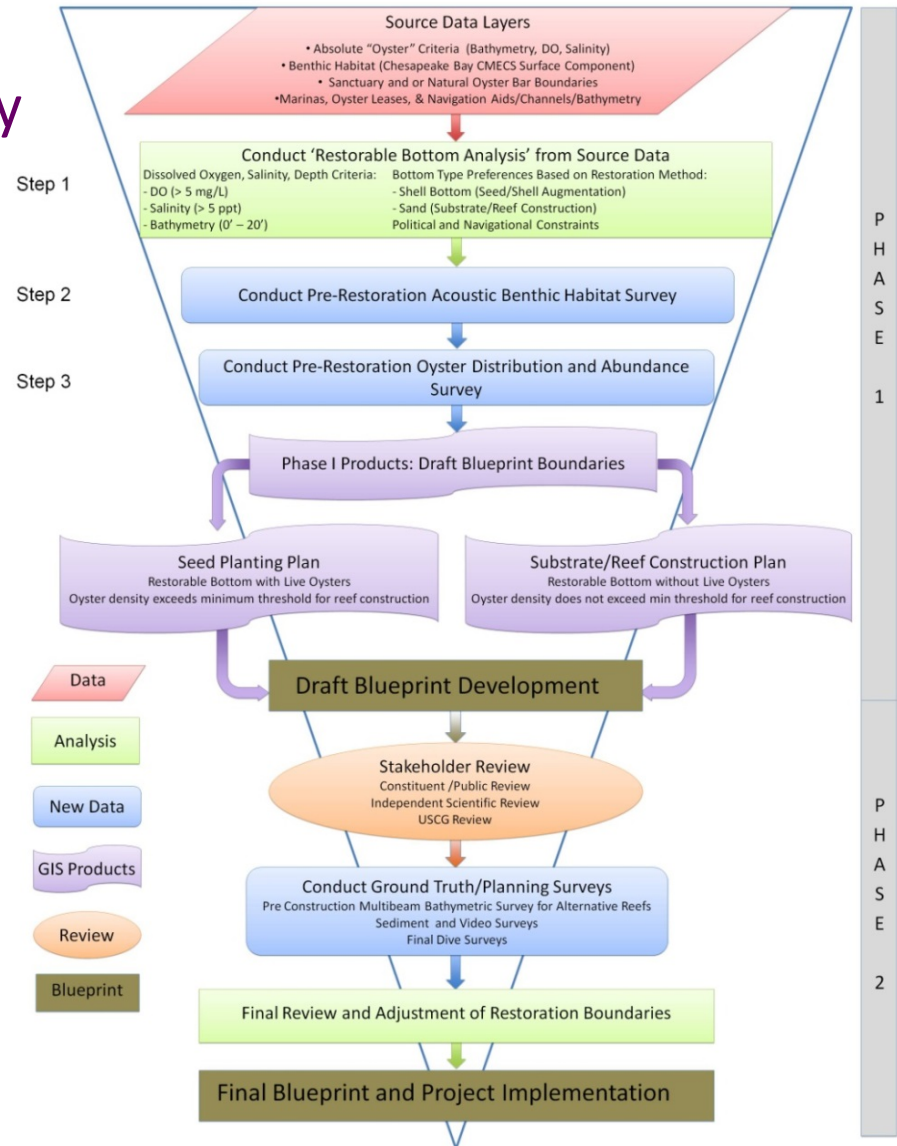 y
Source Data Layers
• Absolute “Oyster” Criteria (Bathymetry, DO, Salinity)
• Benthic Habitat (Chesapeake Bay CMECS Surface Component)
• Sanctuary and or Natural Oyster Bar Boundaries
•Marinas, Oyster Leases, & Navigation Aids/Channels/Bathymetry
Step 1
Conduct ‘Restorable Bottom Analysis’ from Source Data
Dissolved Oxygen, Salinity, Depth Criteria:
- DO (> 5 mg/L)
- Salinity (> 5 ppt)
- Bathymetry (0’ – 20’)
Bottom Type Preferences Based on Restoration Method:
- Shell Bottom (Seed/Shell Augmentation)
- Sand (Substrate/Reef Construction)
Political and Navigational Constraints
Step 2
Conduct Pre-Restoration Acoustic Benthic Habitat Survey
Step 3
Conduct Pre-Restoration Oyster Distribution and Abundance
Survey
Phase I Products: Draft Blueprint Boundaries
Seed Planting Plan
Restorable Bottom with Live Oysters
Oyster density exceeds minimum threshold for reef construction
Substrate/Reef Construction Plan
Restorable Bottom without Live Oysters
Oyster density does not exceed min threshold for reef construction
Draft Blueprint Development
Stakeholder Review
Constituent /Public Review
Independent Scientific Review
USCG Review
Conduct Ground Truth/Planning Surveys
Pre Construction Multibeam Bathymetric Survey for Alternative Reefs
Sediment and Video Surveys
Final Dive Surveys
Final Review and Adjustment of Restoration Boundaries
Final Blueprint and Project Implementation
Data
Analysis
New Data
GIS Products
Review
Blueprint
P
H
A
S
E
1
P
H
A
S
E
2